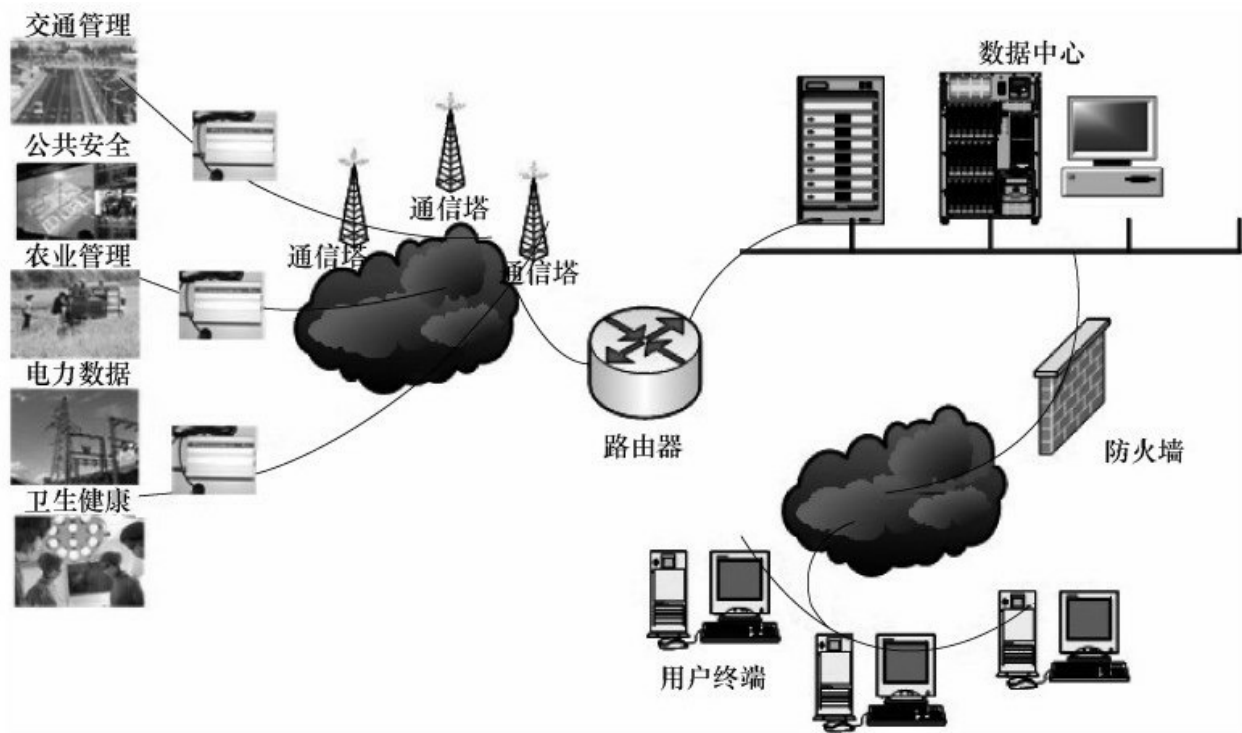 交通管理
公共安全
农业管理
电力数据
卫生健康
通信塔
通信塔
通信塔
路由器
数据中心
防火墙
用户终端